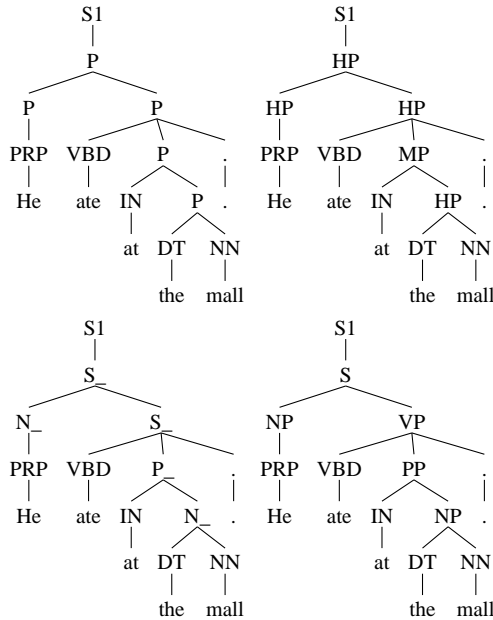 S1 S1
P HP
P P HP HP
PRP VBD P . PRP VBD MP .
He ate IN P . He ate IN HP .
at DT NN at DT NN
the mall the mall
S1 S1
S_ S
N_ S_ NP VP
PRP VBD P_ . PRP VBD PP .
He ate IN N_ . He ate IN NP .
at DT NN at DT NN
the mall the mall